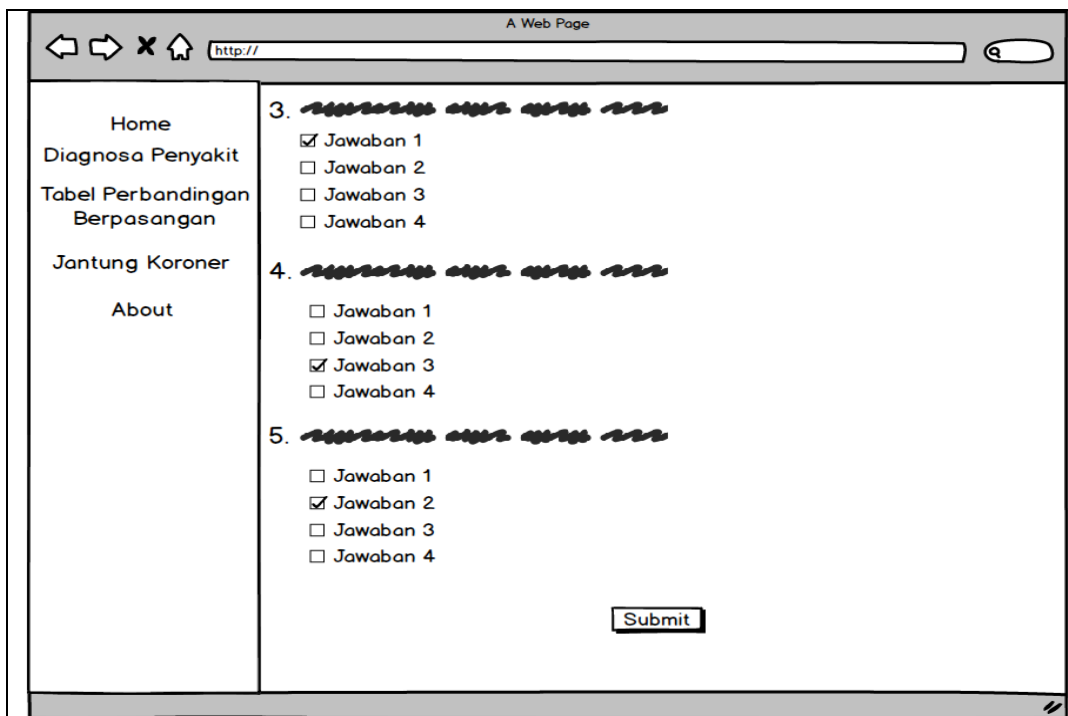 A Web Page
http://
Home
Diagnosa Penyakit
Tabel Perbandingan
Berpasangan
Jantung Koroner
About
3.
Jawaban 1
Jawaban 2
Jawaban 3
Jawaban 4
4.
Jawaban 1
Jawaban 2
Jawaban 3
Jawaban 4
5.
Jawaban 1
Jawaban 2
Jawaban 3
Jawaban 4
Submit